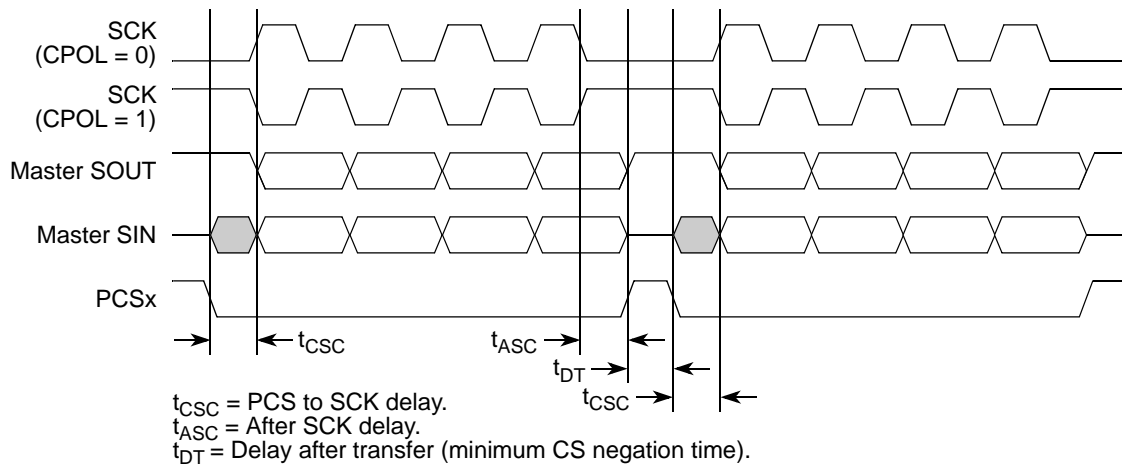 SCK
(CPOL = 0)
SCK
(CPOL = 1)
Master SOUT
Master SIN
PCSx
tCSC
tASC
tDT
tCSC
tCSC = PCS to SCK delay.
tASC = After SCK delay.
tDT = Delay after transfer (minimum CS negation time).